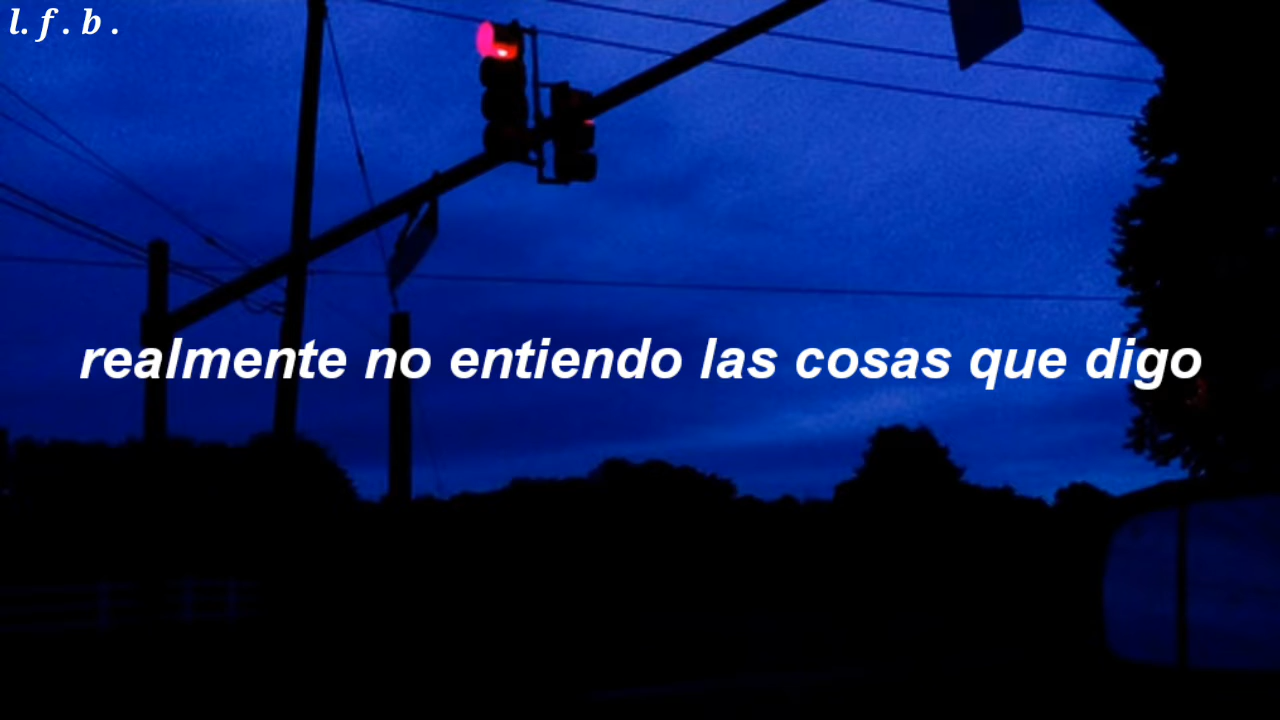 l. f . b .
realmente no entiendo las cosas que digo